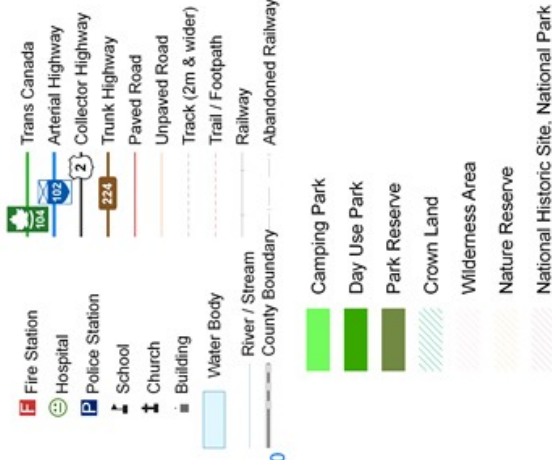 Fire Station
Hospital
Police Station
School
Church
Building
Water Body
River / Stream
County Boundary
104 Trans Canada
102 Arterial Highway
2 Collector Highway
224 Trunk Highway
Paved Road
Unpaved Road
Track (2m & wider)
Trail / Footpath
Railway
Abandoned Railway
Camping Park
Day Use Park
Park Reserve
Crown Land
Wilderness Area
Nature Reserve
National Historic Site, National Park
F
P
0